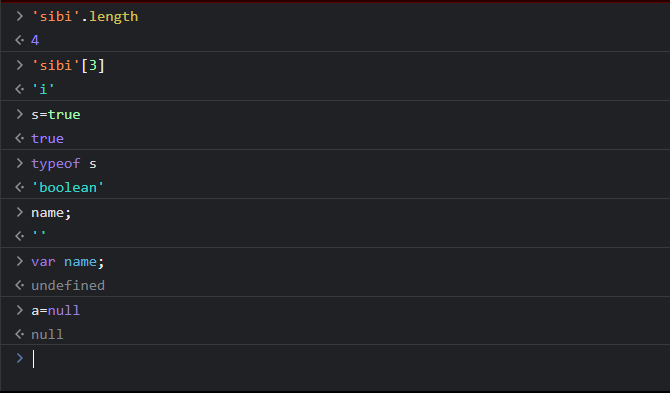 > 'sibi'.length
<· 4
> 'sibi'[3]
<· 'i'
> s=true
<· true
> typeof s
<· 'boolean'
> name;
<· ''
> var name;
<· undefined
> a=null
<· null
>